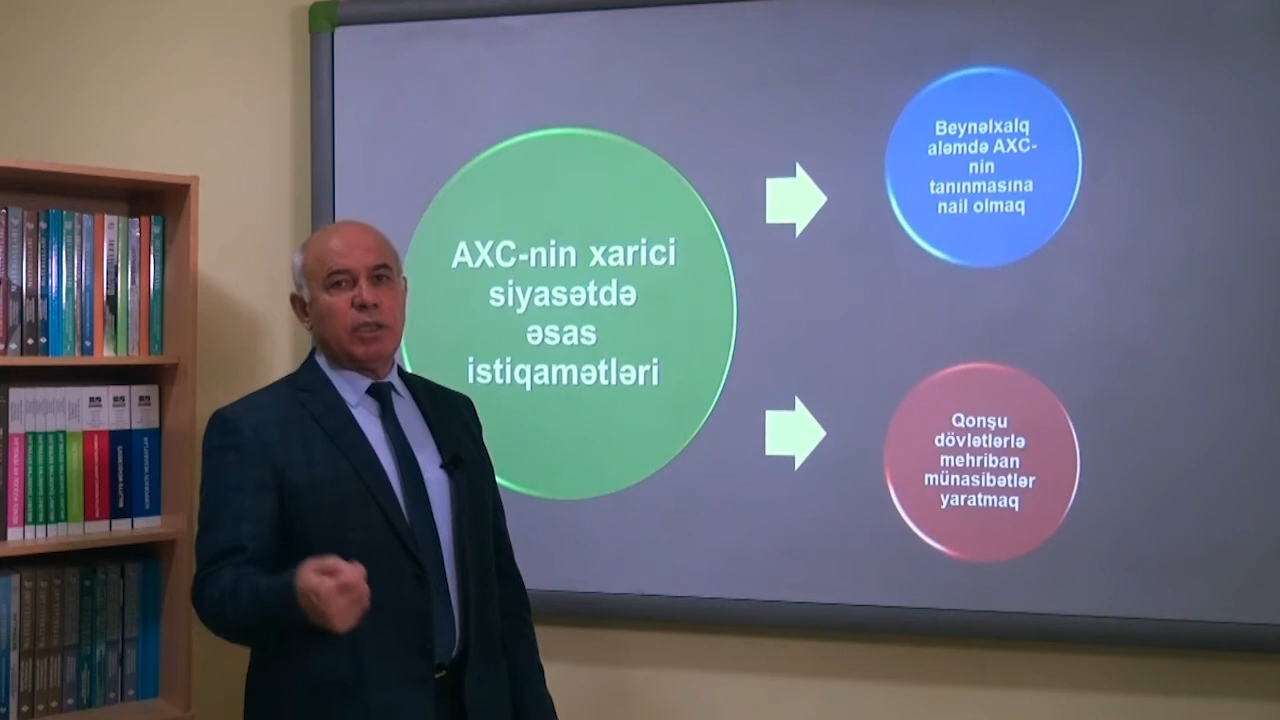 AXC-nin xarici
siyasətdə
əsas
istiqamətləri
Beynəlxalq
aləmdə AXC-
nin
tanınmasına
nail olmaq
Qonşu
dövlətlərlə
mehriban
münasibətlər
yaratmaq